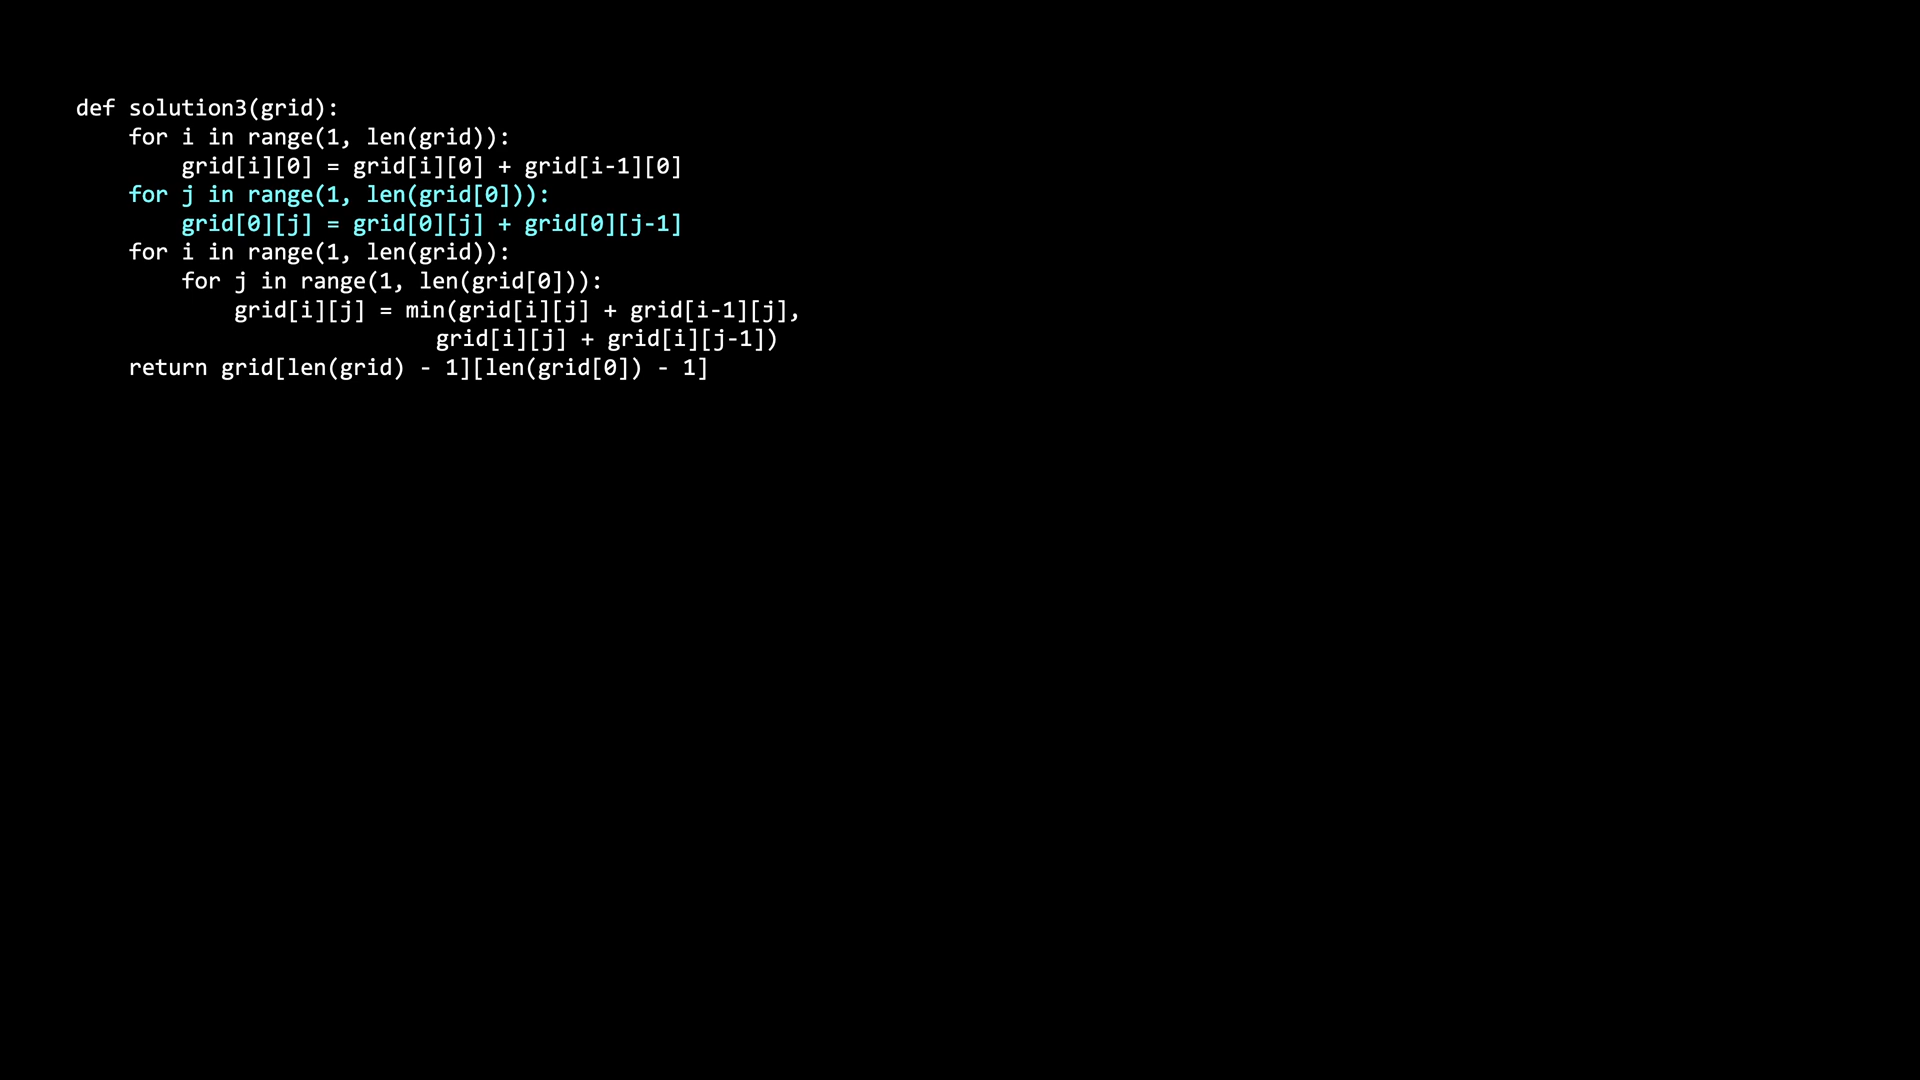 def solution3(grid):
    for i in range(1, len(grid)):
        grid[i][0] = grid[i][0] + grid[i-1][0]
    for j in range(1, len(grid[0])):
        grid[0][j] = grid[0][j] + grid[0][j-1]
    for i in range(1, len(grid)):
        for j in range(1, len(grid[0])):
            grid[i][j] = min(grid[i][j] + grid[i-1][j],
                           grid[i][j] + grid[i][j-1])
    return grid[len(grid) - 1][len(grid[0]) - 1]